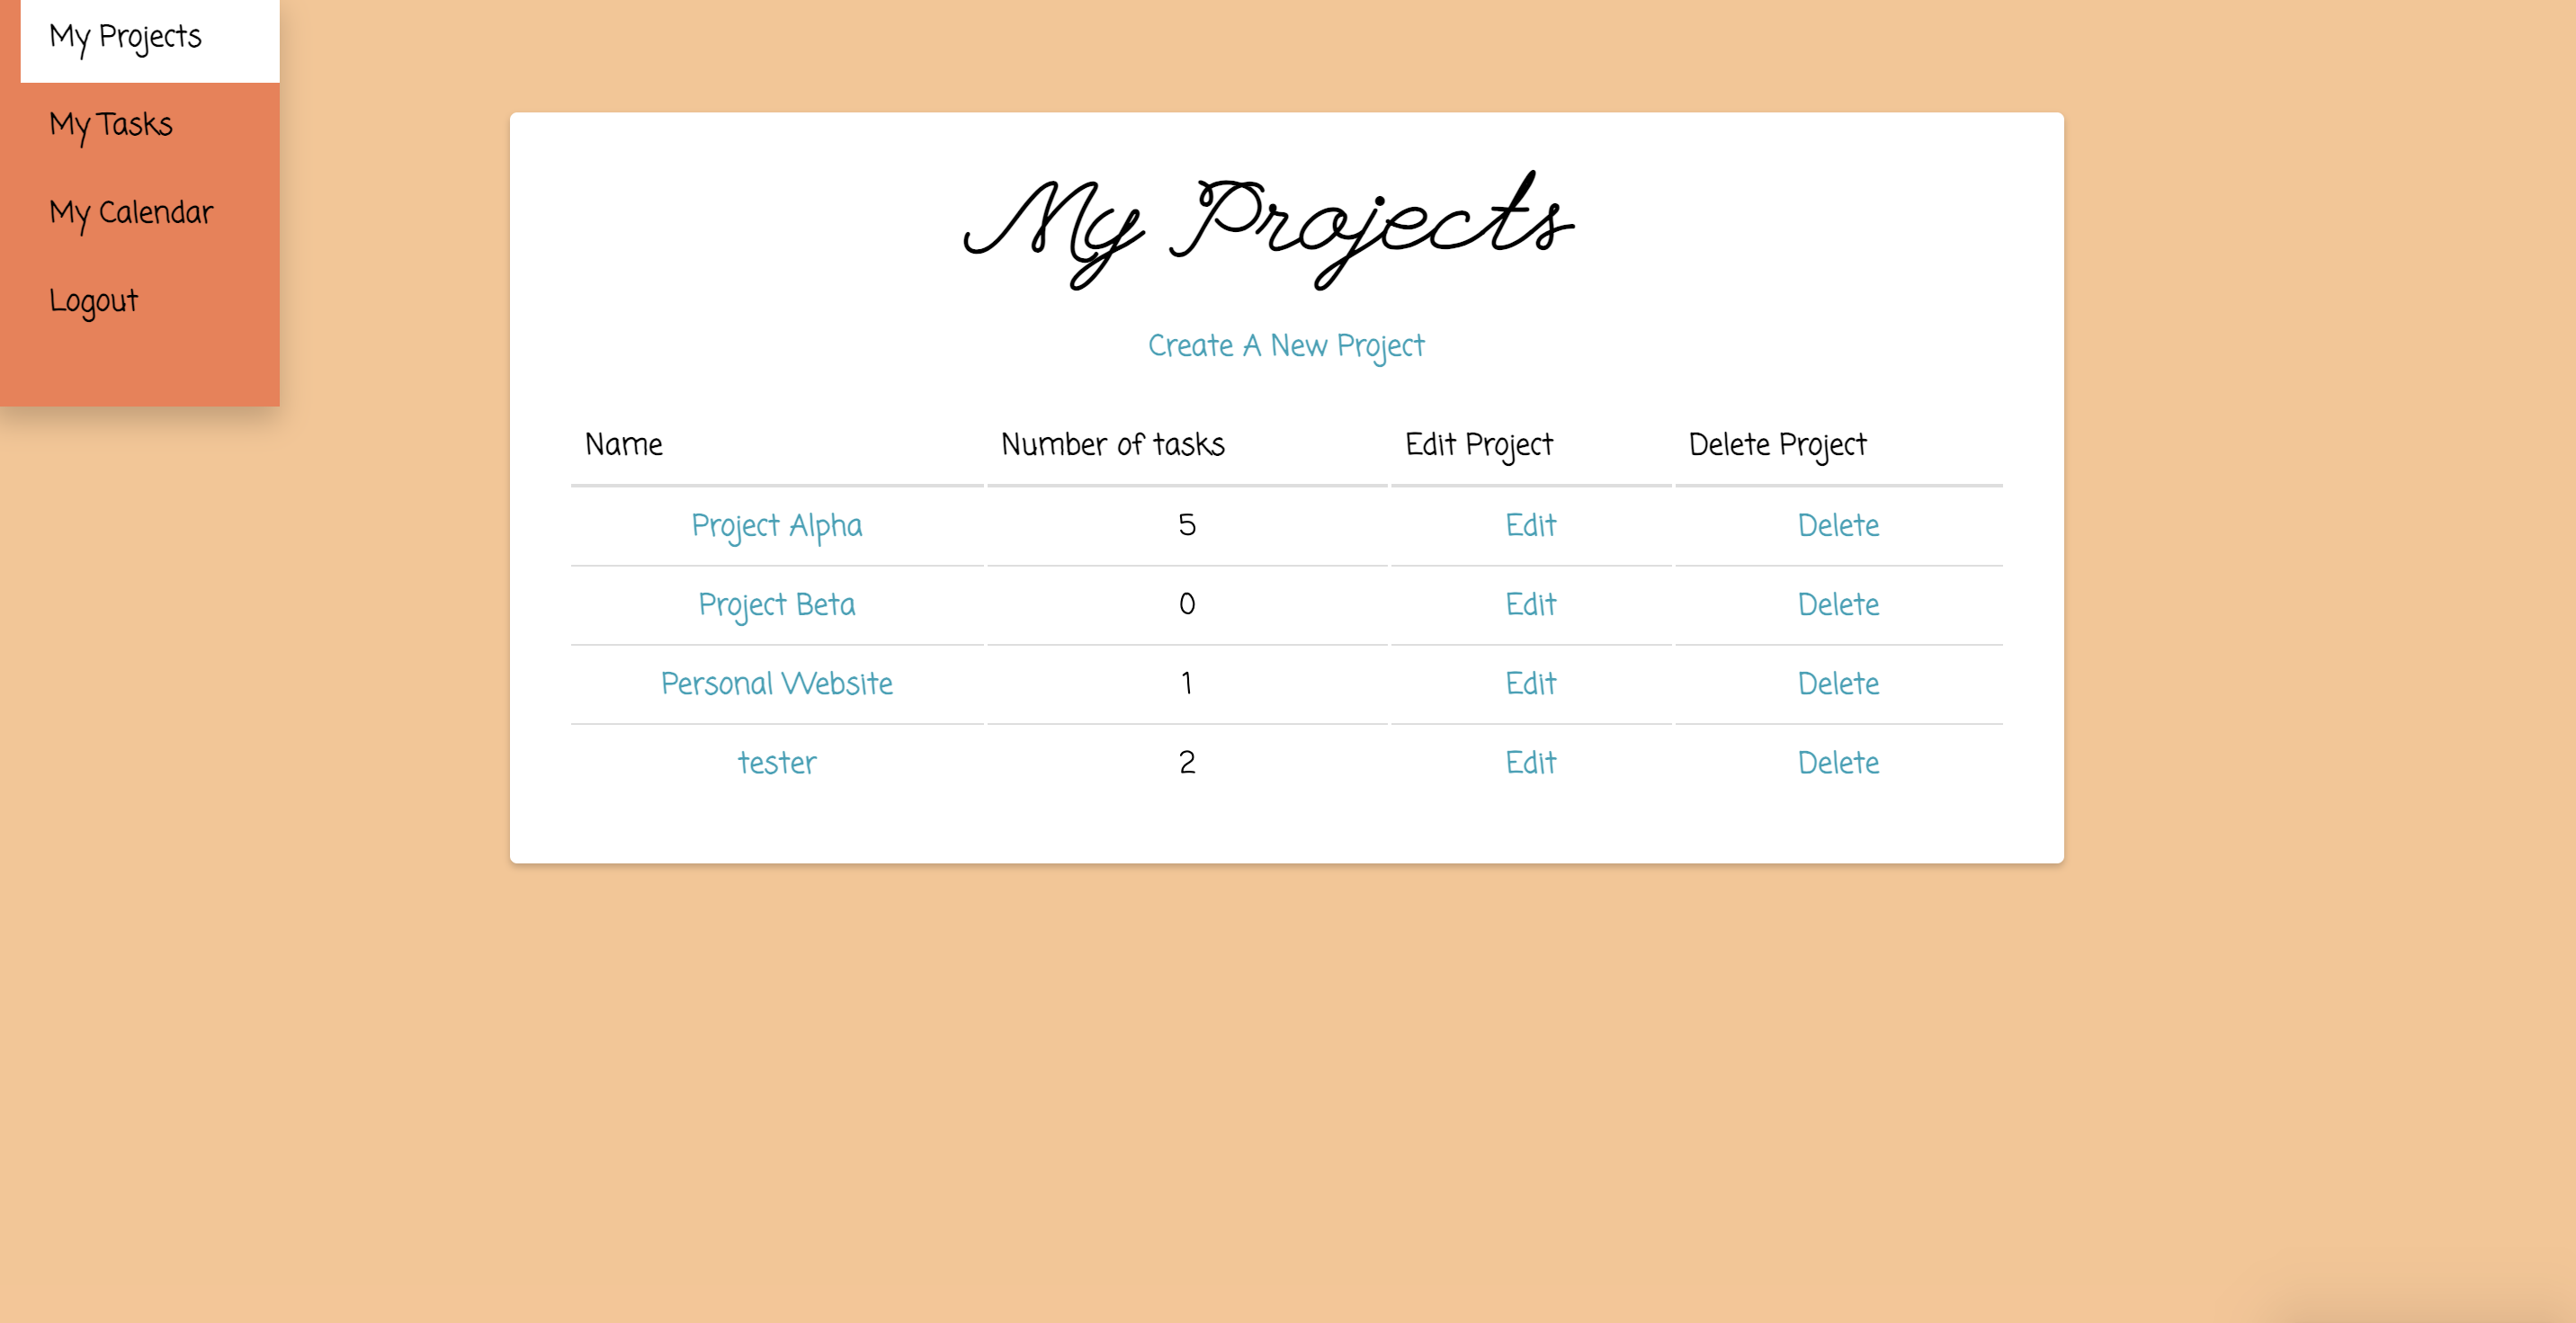 My Projects
My Tasks
My Calendar
Logout
My Projects
Create A New Project
Name Number of tasks Edit Project Delete Project
Project Alpha 5 Edit Delete
Project Beta 0 Edit Delete
Personal Website 1 Edit Delete
tester 2 Edit Delete